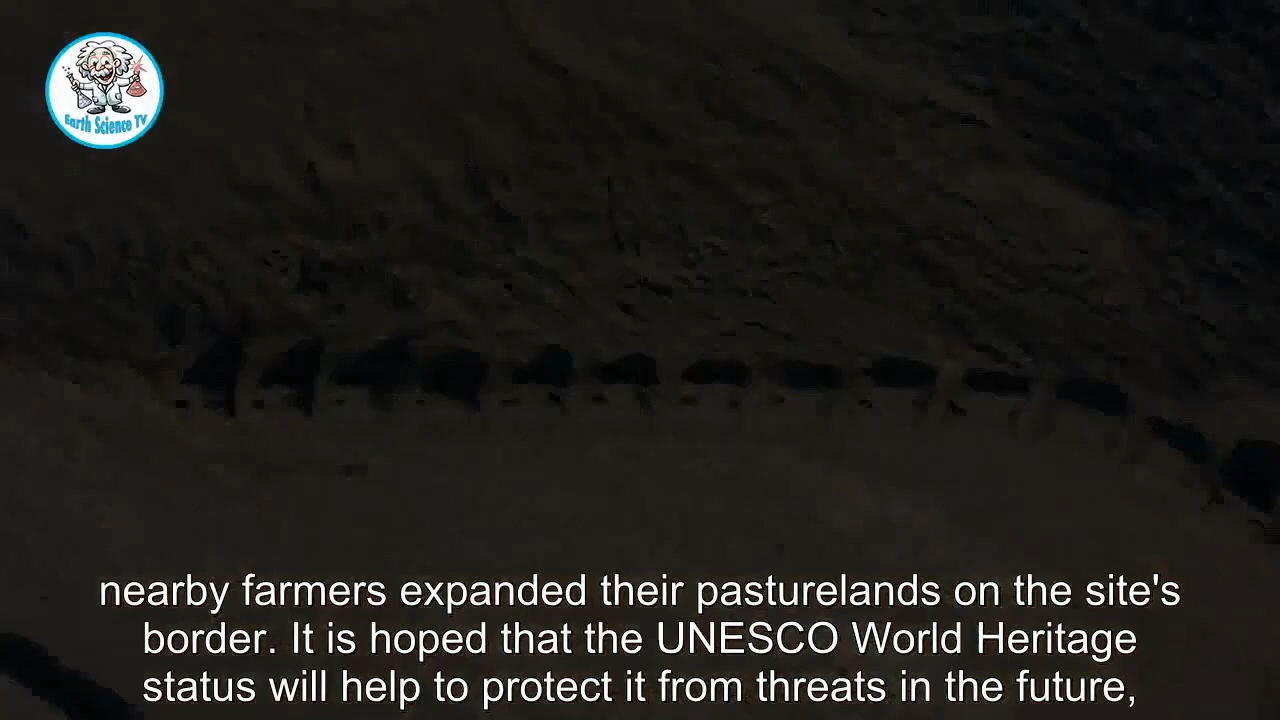 Earth Science TV
nearby farmers expanded their pasturelands on the site's
border. It is hoped that the UNESCO World Heritage
status will help to protect it from threats in the future,